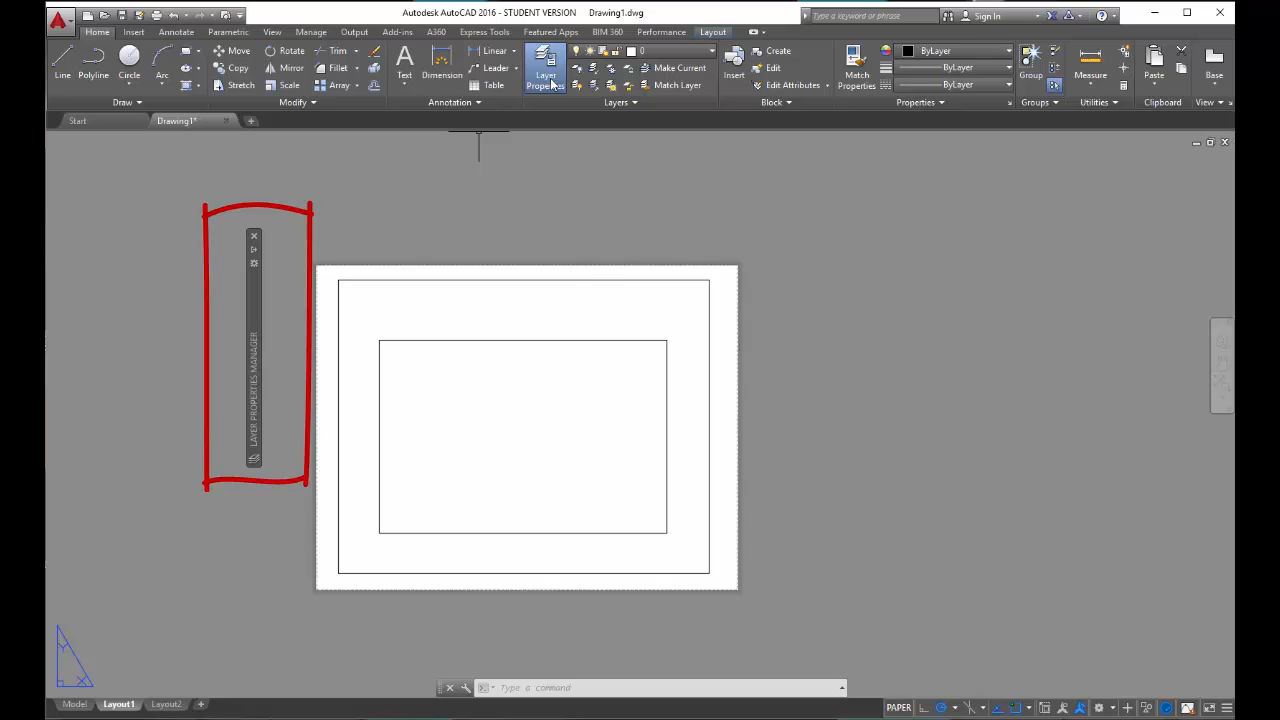 Autodesk AutoCAD 2016 - STUDENT VERSION Drawing1.dwg
Type a keyword or phrase
Sign In
Home Insert Annotate Parametric View Manage Output Add-ins A360 Express Tools Featured Apps BIM 360 Performance Layout
Line
Polyline
Circle
Arc
Move
Rotate
Trim
Copy
Mirror
Fillet
Stretch
Scale
Array
Text
Dimension
Linear
Leader
Table
Layer
Properties
0
Make Current
Match Layer
Insert
Create
Edit
Edit Attributes
Match
Properties
ByLayer
ByLayer
ByLayer
Group
Measure
Paste
Base
Draw
Modify
Annotation
Layers
Block
Properties
Groups
Utilities
Clipboard
View
Start
Drawing1*
LAYER PROPERTIES MANAGER
Y
X
Type a command
Model Layout1 Layout2
PAPER